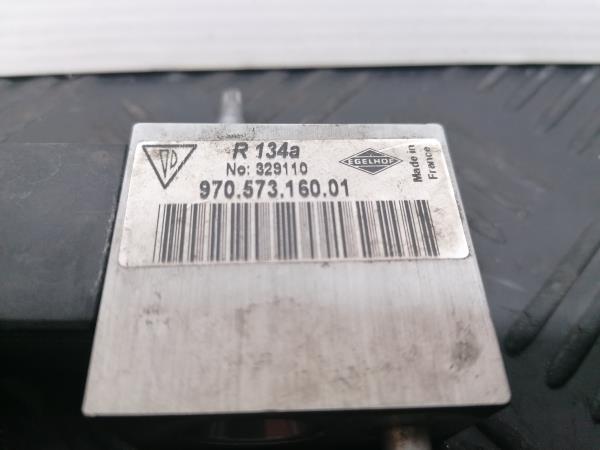 R 134a
No: 329110
970.573.160.01
EGELHOF
Made in
France